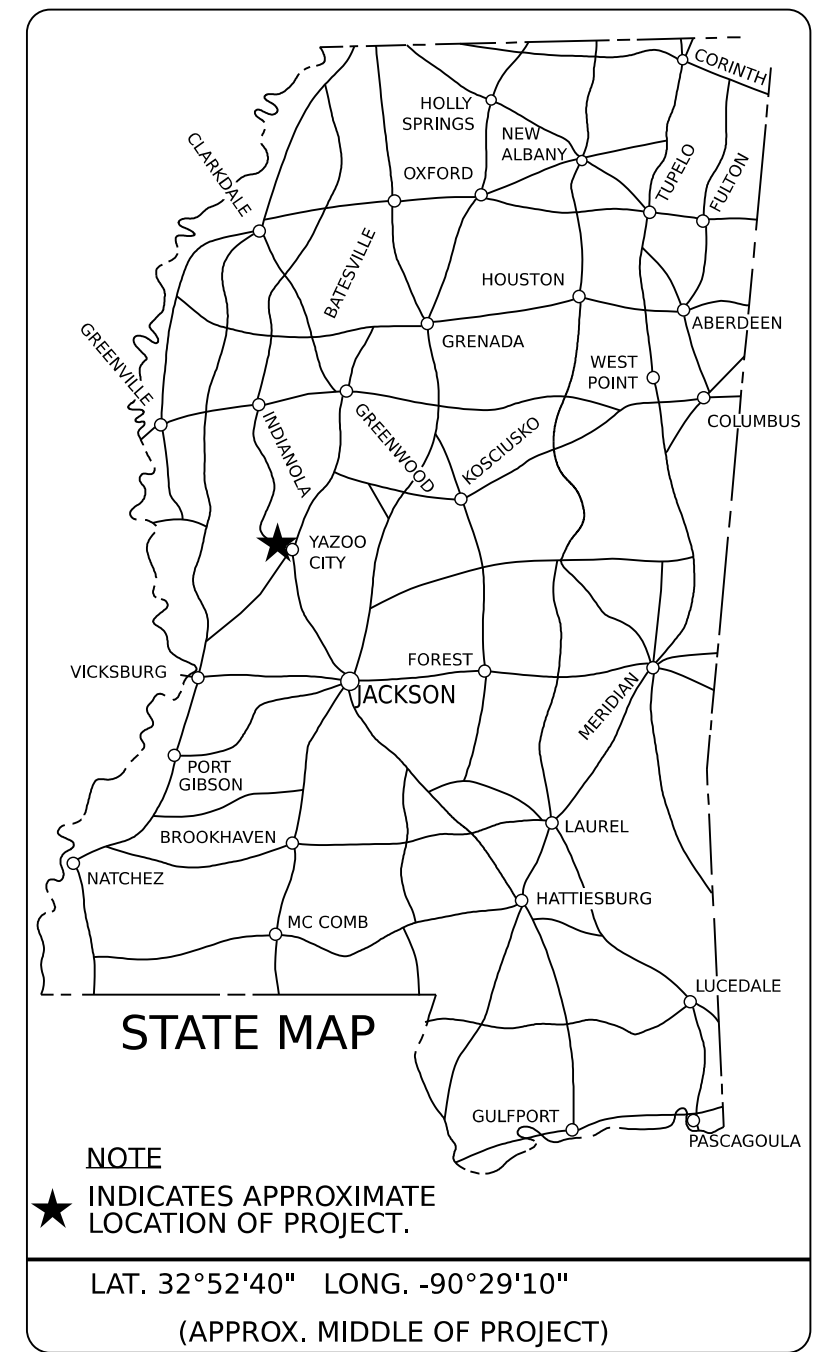 CORINTH
HOLLY
SPRINGS
NEW
ALBANY
CLARKDALE
OXFORD
TUPELO
FULTON
BATESVILLE
HOUSTON
ABERDEEN
GREENVILLE
GRENADA
WEST
POINT
INDIANOLA
GREENWOOD
KOSCIUSKO
COLUMBUS
YAZOO
CITY
VICKSBURG
FOREST
JACKSON
MERIDIAN
PORT
GIBSON
BROOKHAVEN
LAUREL
NATCHEZ
HATTIESBURG
MC COMB
LUCEDALE
STATE MAP
GULFPORT
PASCAGOULA
NOTE
INDICATES APPROXIMATE
LOCATION OF PROJECT.
LAT. 32°52'40" LONG. -90°29'10"
(APPROX. MIDDLE OF PROJECT)